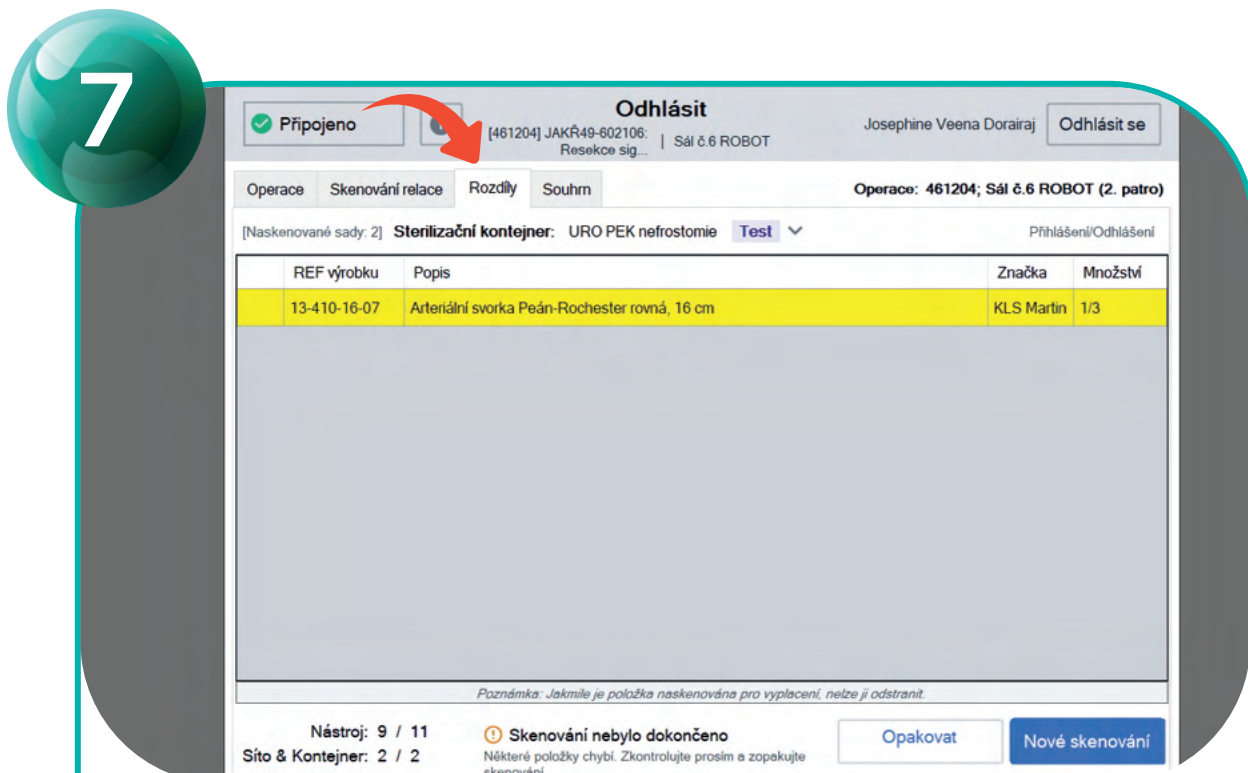 7
Připojeno
Odhlásit
[461204] JAKŘ49-602106:
Resekce sig...
| Sál č.6 ROBOT
Josephine Veena Dorairaj
Odhlásit se
Operace Skenování relace Rozdíly Souhrn
Operace: 461204; Sál č.6 ROBOT (2. patro)
[Naskenované sady: 2] Sterilizační kontejner: URO PEK nefrostomie Test
Přihlášení/Odhlášení
REF výrobku Popis Značka Množství
13-410-16-07 Arteriální svorka Peán-Rochester rovná, 16 cm KLS Martin 1/3
Poznámka: Jakmile je položka naskenována pro vyplacení, nelze ji odstranit.
Nástroj: 9 / 11
Síto & Kontejner: 2 / 2
Skenování nebylo dokončeno
Některé položky chybí. Zkontrolujte prosím a zopakujte
skenování
Opakovat
Nové skenování